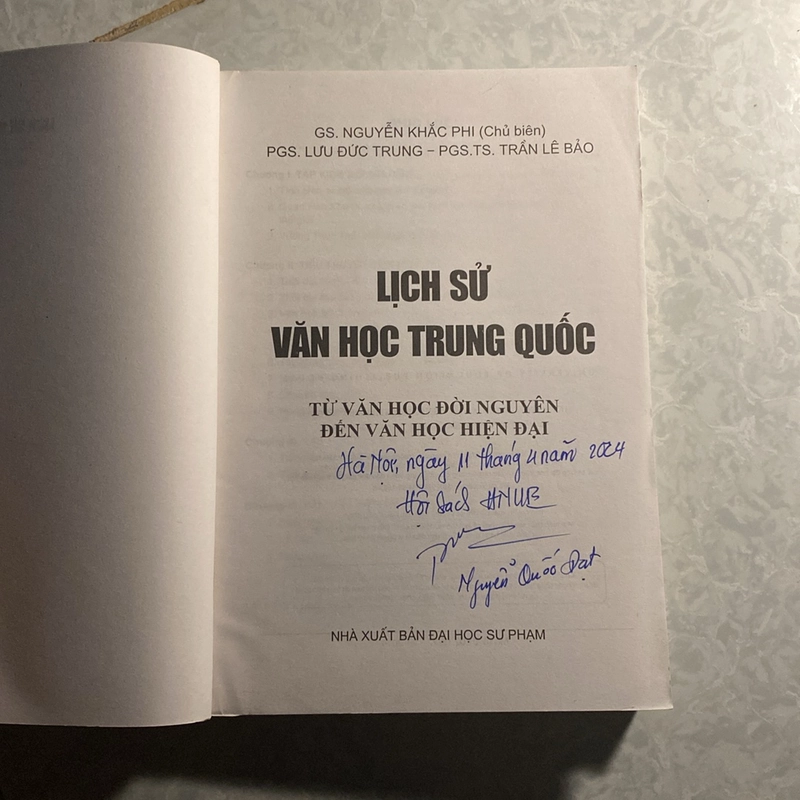 GS. NGUYỄN KHẮC PHI (Chủ biên)
PGS. LƯU ĐỨC TRUNG – PGS.TS. TRẦN LÊ BẢO
LỊCH SỬ
VĂN HỌC TRUNG QUỐC
TỪ VĂN HỌC ĐỜI NGUYÊN
ĐẾN VĂN HỌC HIỆN ĐẠI
Hà Nội, ngày 11 tháng 4 năm 2024
Hội sách HNUE
Nguyễn Quốc Đạt
NHÀ XUẤT BẢN ĐẠI HỌC SƯ PHẠM